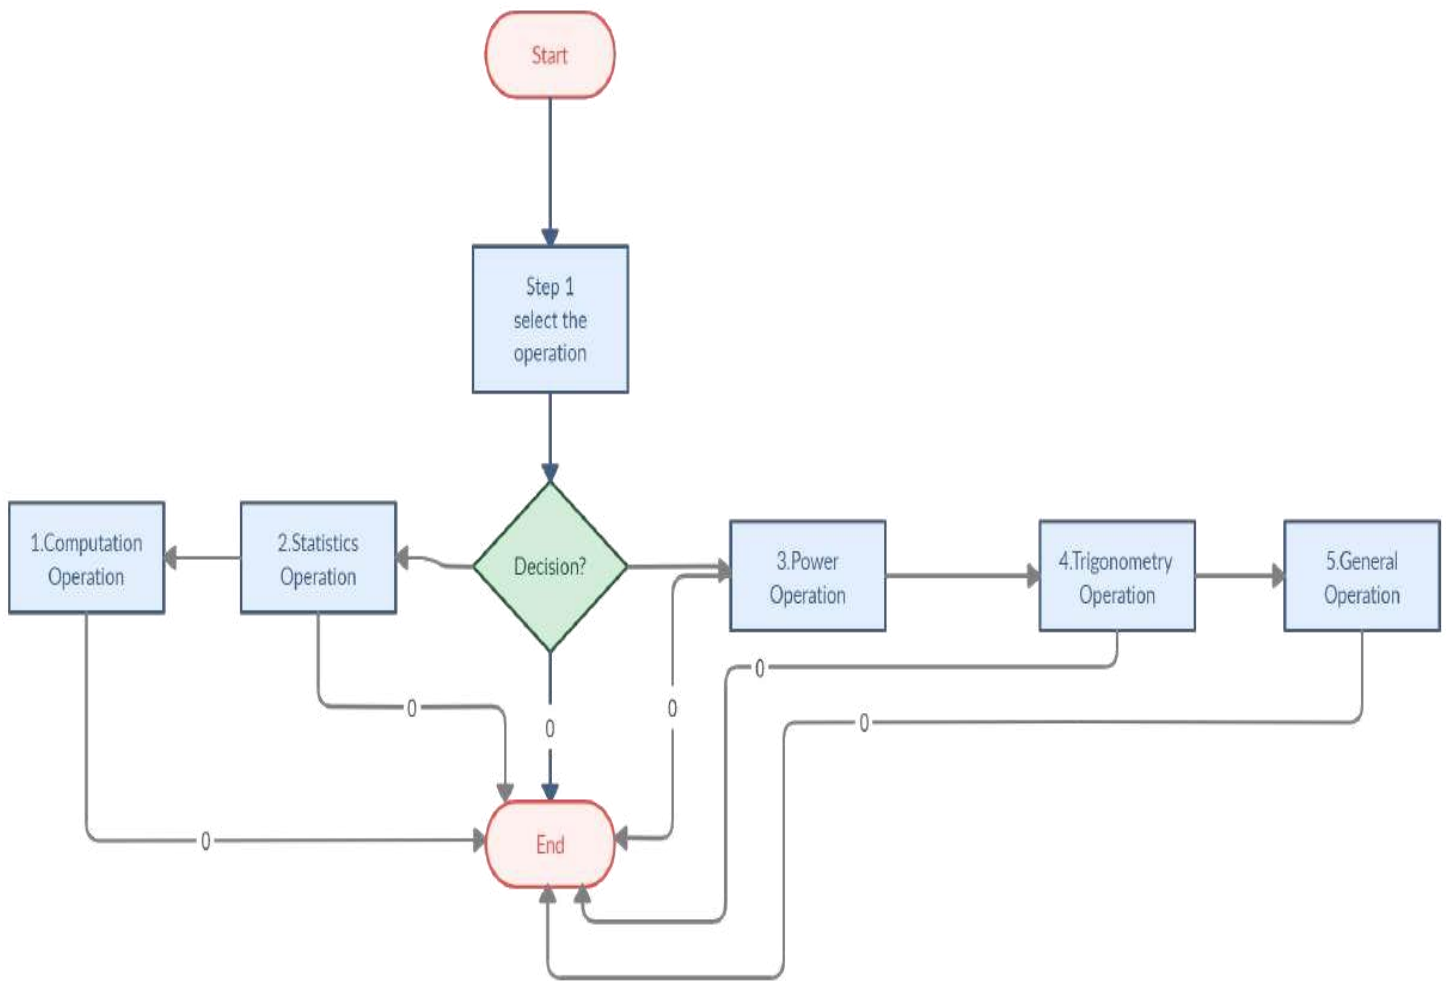 Start
Step 1
select the
operation
Decision?
1.Computation
Operation
2.Statistics
Operation
3.Power
Operation
4.Trigonometry
Operation
5.General
Operation
0
0
0
0
0
0
End